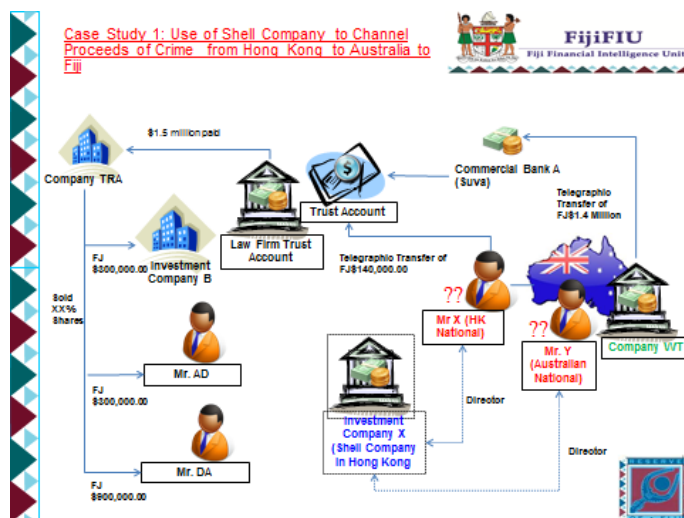 Case Study 1: Use of Shell Company to Channel
Proceeds of Crime from Hong Kong to Australia to
Fiji
FijiFIU
Fiji Financial Intelligence Unit
$1.5 million paid
Company TRA
Commercial Bank A
(Suva)
Telegraphic
Transfer of
FJ$1.4 Million
Trust Account
Law Firm Trust
Account
FJ
$300,000.00
Investment
Company B
Telegraphic Transfer of
FJ$140,000.00
Sold
XX%
Shares
??
Mr X (HK
National)
??
Mr. Y
(Australian
National)
Company WT
Mr. AD
FJ
$300,000.00
Director
Investment
Company X
(Shell Company
in Hong Kong
Director
Mr. DA
FJ
$900,000.00
RESERVE